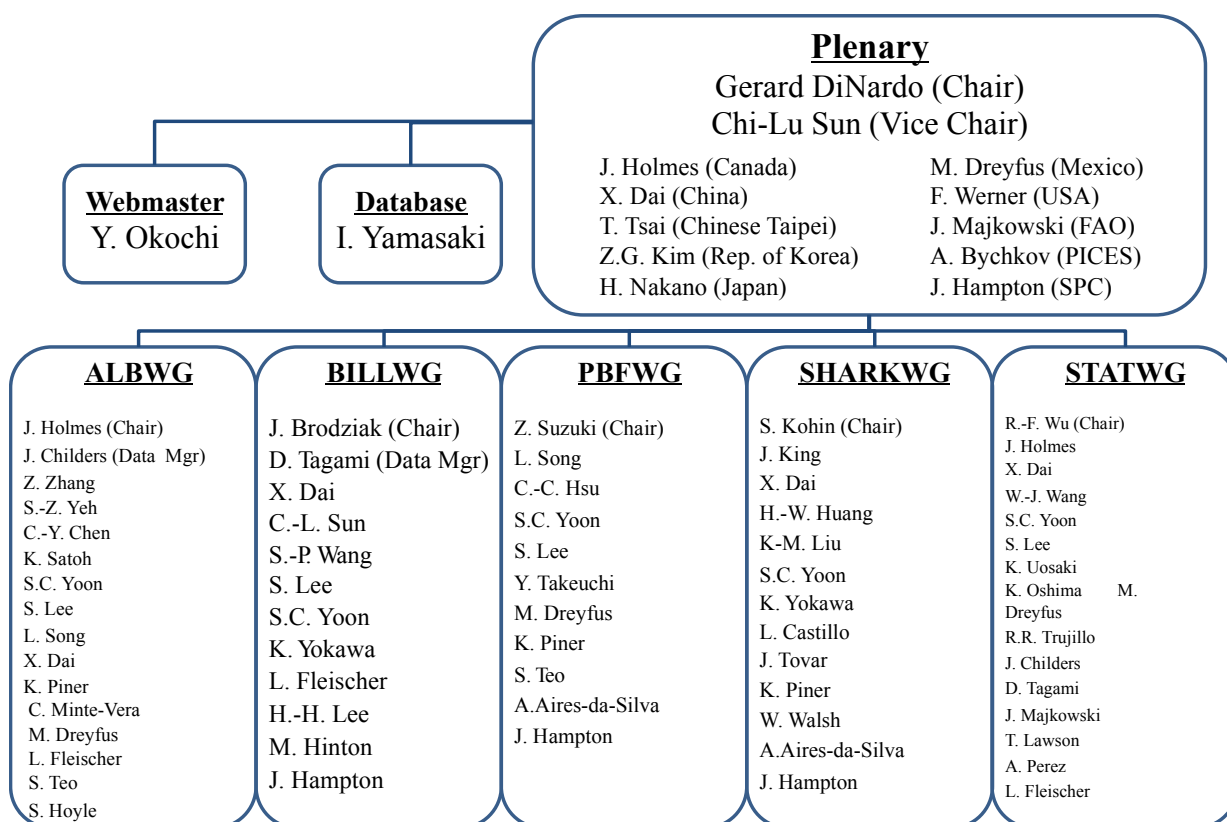 Plenary
Gerard DiNardo (Chair)
Chi-Lu Sun (Vice Chair)
J. Holmes (Canada)
X. Dai (China)
T. Tsai (Chinese Taipei)
Z.G. Kim (Rep. of Korea)
H. Nakano (Japan)
M. Dreyfus (Mexico)
F. Werner (USA)
J. Majkowski (FAO)
A. Bychkov (PICES)
J. Hampton (SPC)
Webmaster
Y. Okochi
Database
I. Yamasaki
ALBWG
J. Holmes (Chair)
J. Childers (Data Mgr)
Z. Zhang
S.-Z. Yeh
C.-Y. Chen
K. Satoh
S.C. Yoon
S. Lee
L. Song
X. Dai
K. Piner
C. Minte-Vera
M. Dreyfus
L. Fleischer
S. Teo
S. Hoyle
BILLWG
J. Brodziak (Chair)
D. Tagami (Data Mgr)
X. Dai
C.-L. Sun
S.-P. Wang
S. Lee
S.C. Yoon
K. Yokawa
L. Fleischer
H.-H. Lee
M. Hinton
J. Hampton
PBFWG
Z. Suzuki (Chair)
L. Song
C.-C. Hsu
S.C. Yoon
S. Lee
Y. Takeuchi
M. Dreyfus
K. Piner
S. Teo
A.Aires-da-Silva
J. Hampton
SHARKWG
S. Kohin (Chair)
J. King
X. Dai
H.-W. Huang
K-M. Liu
S.C. Yoon
K. Yokawa
L. Castillo
J. Tovar
K. Piner
W. Walsh
A.Aires-da-Silva
J. Hampton
STATWG
R.-F. Wu (Chair)
J. Holmes
X. Dai
W.-J. Wang
S.C. Yoon
S. Lee
K. Uosaki
K. Oshima M.
Dreyfus
R.R. Trujillo
J. Childers
D. Tagami
J. Majkowski
T. Lawson
A. Perez
L. Fleischer